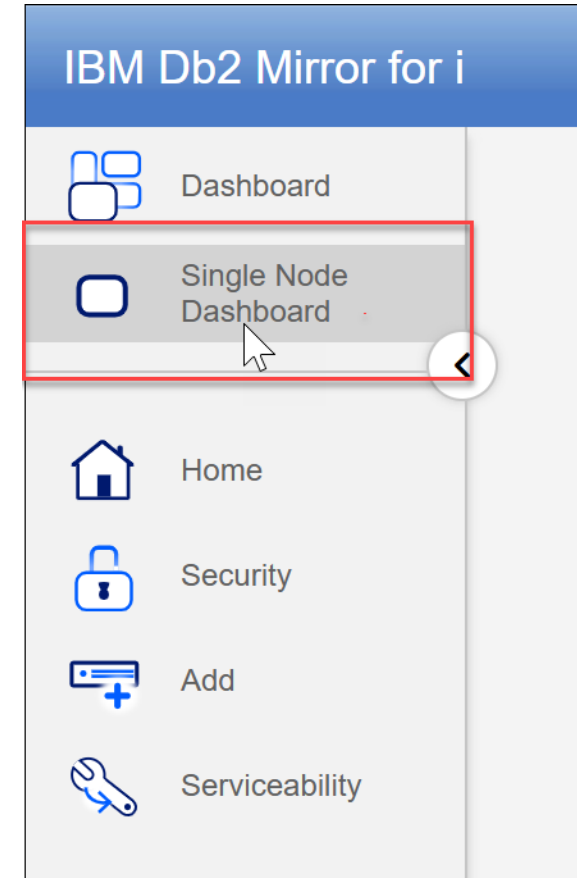 IBM Db2 Mirror for i
Dashboard
Single Node
Dashboard
Home
Security
Add
Serviceability